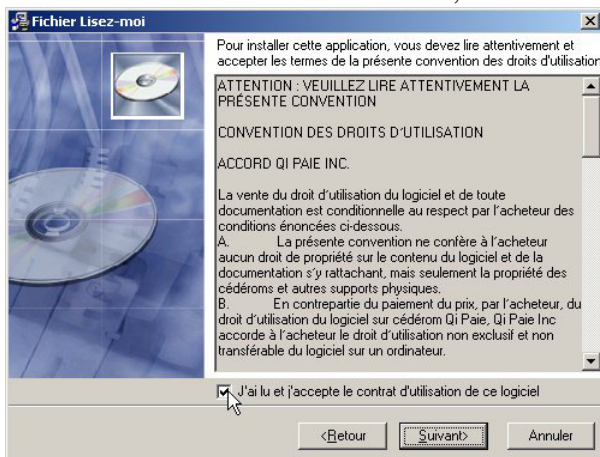 Fichier Lisez-moi
Pour installer cette application, vous devez lire attentivement et
accepter les termes de la présente convention des droits d'utilisation
ATTENTION : VEUILLEZ LIRE ATTENTIVEMENT LA
PRÉSENTE CONVENTION
CONVENTION DES DROITS D'UTILISATION
ACCORD QI PAIE INC.
La vente du droit d'utilisation du logiciel et de toute
documentation est conditionnelle au respect par l'acheteur des
conditions énoncées ci-dessous.
A. La présente convention ne confère à l'acheteur
aucun droit de propriété sur le contenu du logiciel et de la
documentation s'y rattachant, mais seulement la propriété des
cédéroms et autres supports physiques.
B. En contrepartie du paiement du prix, par l'acheteur, du
droit d'utilisation du logiciel sur cédérom Qi Paie, Qi Paie Inc
accorde à l'acheteur le droit d'utilisation non exclusif et non
transférable du logiciel sur un ordinateur.
J'ai lu et j'accepte le contrat d'utilisation de ce logiciel
<Retour
Suivant>
Annuler